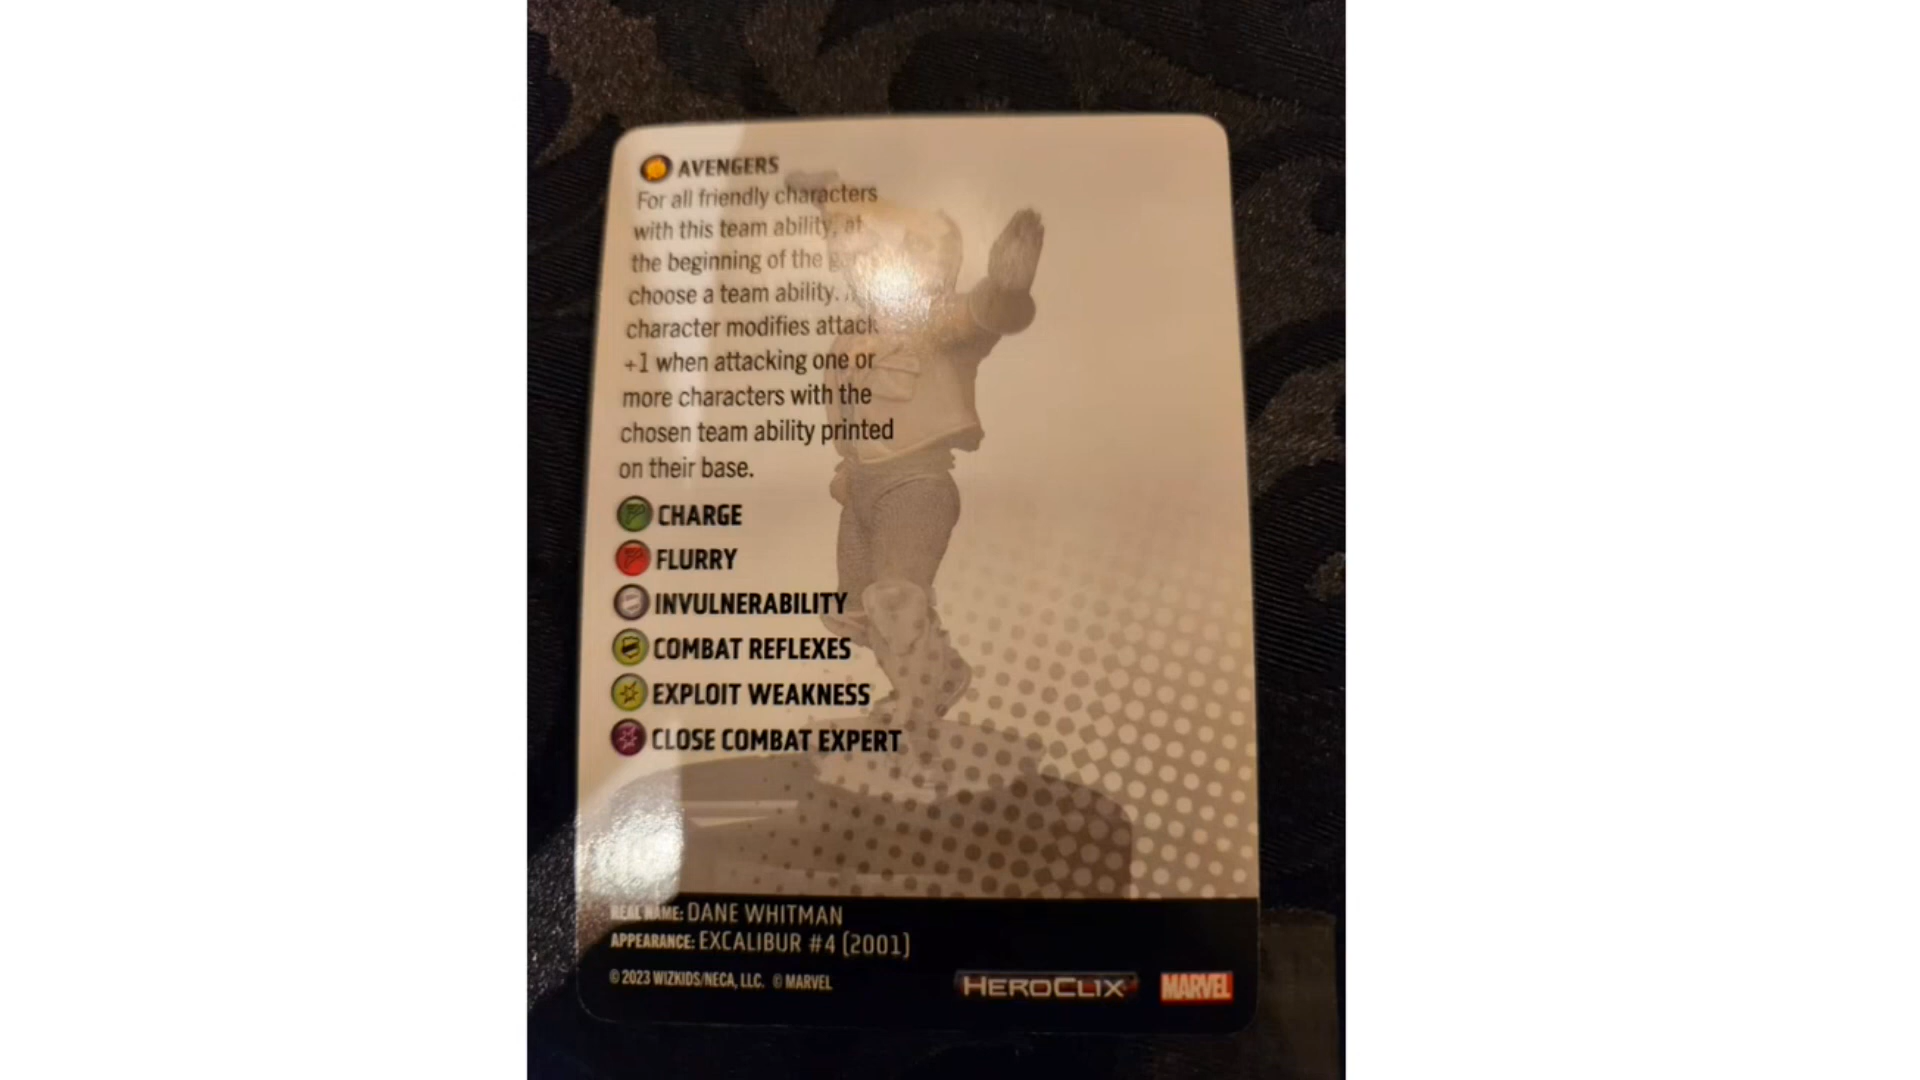 AVENGERS
For all friendly characters
with this team ability, at
the beginning of the
choose a team ability.
character modifies attack
+1 when attacking one or
more characters with the
chosen team ability printed
on their base.
CHARGE
FLURRY
INVULNERABILITY
COMBAT REFLEXES
EXPLOIT WEAKNESS
CLOSE COMBAT EXPERT
REAL NAME: DANE WHITMAN
APPEARANCE: EXCALIBUR #4 (2001)
© 2023 WIZKIDS/NECA, LLC. © MARVEL
HEROCLIX
MARVEL